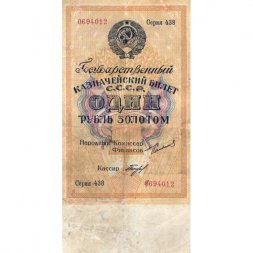 0694012 Серия 438
Государственный
КАЗНАЧЕЙСКИЙ БИЛЕТ
С.С.С.Р.
ОДИН
РУБЛЬ ЗОЛОТОМ
Народный Комиссар
Финансов
Кассир
Серия 438 0694012